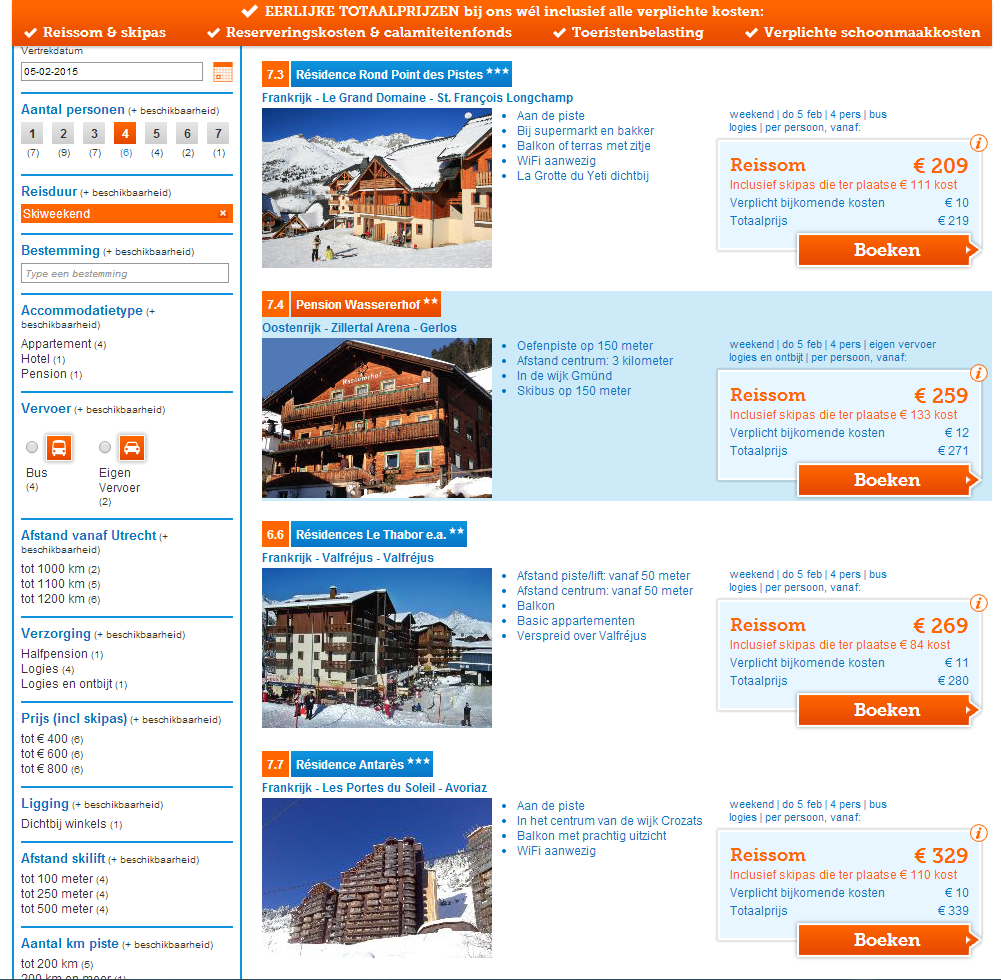 EERLIJKE TOTAALPRIJZEN bij ons wél inclusief alle verplichte kosten:
Reissom & skipas
Reserveringskosten & calamiteitenfonds
Toeristenbelasting
Verplichte schoonmaakkosten
Vertrekdatum
05-02-2015
Aantal personen (+ beschikbaarheid)
1 2 3 4 5 6 7
(7) (9) (7) (6) (4) (2) (1)
Reisduur (+ beschikbaarheid)
Skiweekend ×
Bestemming (+ beschikbaarheid)
Type een bestemming
Accommodatietype (+
beschikbaarheid)
Appartement (4)
Hotel (1)
Pension (1)
Vervoer (+ beschikbaarheid)
Bus
(4)
Eigen
Vervoer
(2)
Afstand vanaf Utrecht (+
beschikbaarheid)
tot 1000 km (2)
tot 1100 km (5)
tot 1200 km (6)
Verzorging (+ beschikbaarheid)
Halfpension (1)
Logies (4)
Logies en ontbijt (1)
Prijs (incl skipas) (+ beschikbaarheid)
tot € 400 (6)
tot € 600 (6)
tot € 800 (6)
Ligging (+ beschikbaarheid)
Dichtbij winkels (1)
Afstand skilift (+ beschikbaarheid)
tot 100 meter (4)
tot 250 meter (4)
tot 500 meter (4)
Aantal km piste (+ beschikbaarheid)
tot 200 km (5)
200 km en meer (1)
7.3 Résidence Rond Point des Pistes ***
Frankrijk - Le Grand Domaine - St. François Longchamp
Aan de piste
Bij supermarkt en bakker
Balkon of terras met zitje
WiFi aanwezig
La Grotte du Yeti dichtbij
weekend | do 5 feb | 4 pers | bus
logies | per persoon, vanaf:
i
Reissom € 209
Inclusief skipas die ter plaatse € 111 kost
Verplicht bijkomende kosten € 10
Totaalprijs € 219
Boeken
7.4 Pension Wassererhof **
Oostenrijk - Zillertal Arena - Gerlos
Wassererhof
Oefenpiste op 150 meter
Afstand centrum: 3 kilometer
In de wijk Gmünd
Skibus op 150 meter
weekend | do 5 feb | 4 pers | eigen vervoer
logies en ontbijt | per persoon, vanaf:
i
Reissom € 259
Inclusief skipas die ter plaatse € 133 kost
Verplicht bijkomende kosten € 12
Totaalprijs € 271
Boeken
6.6 Résidences Le Thabor e.a. **
Frankrijk - Valfréjus - Valfréjus
Afstand piste/lift: vanaf 50 meter
Afstand centrum: vanaf 50 meter
Balkon
Basic appartementen
Verspreid over Valfréjus
weekend | do 5 feb | 4 pers | bus
logies | per persoon, vanaf:
i
Reissom € 269
Inclusief skipas die ter plaatse € 84 kost
Verplicht bijkomende kosten € 11
Totaalprijs € 280
Boeken
7.7 Résidence Antarès ***
Frankrijk - Les Portes du Soleil - Avoriaz
Aan de piste
In het centrum van de wijk Crozats
Balkon met prachtig uitzicht
WiFi aanwezig
weekend | do 5 feb | 4 pers | bus
logies | per persoon, vanaf:
i
Reissom € 329
Inclusief skipas die ter plaatse € 110 kost
Verplicht bijkomende kosten € 10
Totaalprijs € 339
Boeken